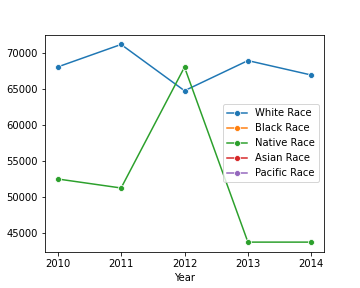 70000
65000
60000
55000
50000
45000
White Race
Black Race
Native Race
Asian Race
Pacific Race
2010 2011 2012 2013 2014
Year